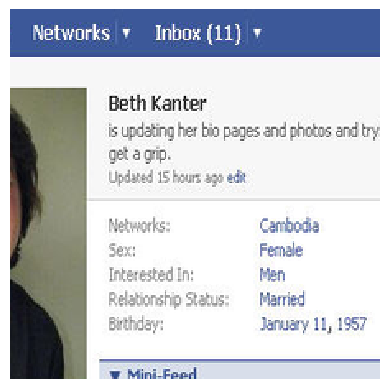 Networks ▼ Inbox (11) ▼
Beth Kanter
is updating her bio pages and photos and try
get a grip.
Updated 15 hours ago edit
Networks: Cambodia
Sex: Female
Interested In: Men
Relationship Status: Married
Birthday: January 11, 1957
▼ Mini-Feed